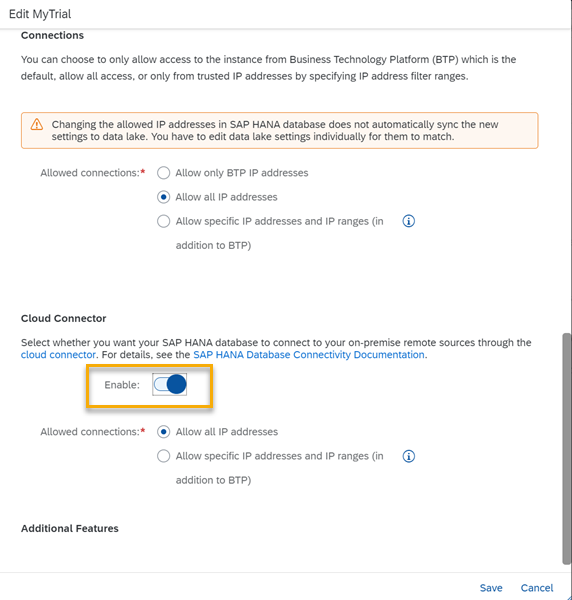 Edit MyTrial
Connections
You can choose to only allow access to the instance from Business Technology Platform (BTP) which is the
default, allow all access, or only from trusted IP addresses by specifying IP address filter ranges.
Changing the allowed IP addresses in SAP HANA database does not automatically sync the new
settings to data lake. You have to edit data lake settings individually for them to match.
Allowed connections:* Allow only BTP IP addresses
Allow all IP addresses
Allow specific IP addresses and IP ranges (in
addition to BTP)
Cloud Connector
Select whether you want your SAP HANA database to connect to your on-premise remote sources through the
cloud connector. For details, see the SAP HANA Database Connectivity Documentation.
Enable:
Allowed connections:* Allow all IP addresses
Allow specific IP addresses and IP ranges (in
addition to BTP)
Additional Features
Save Cancel